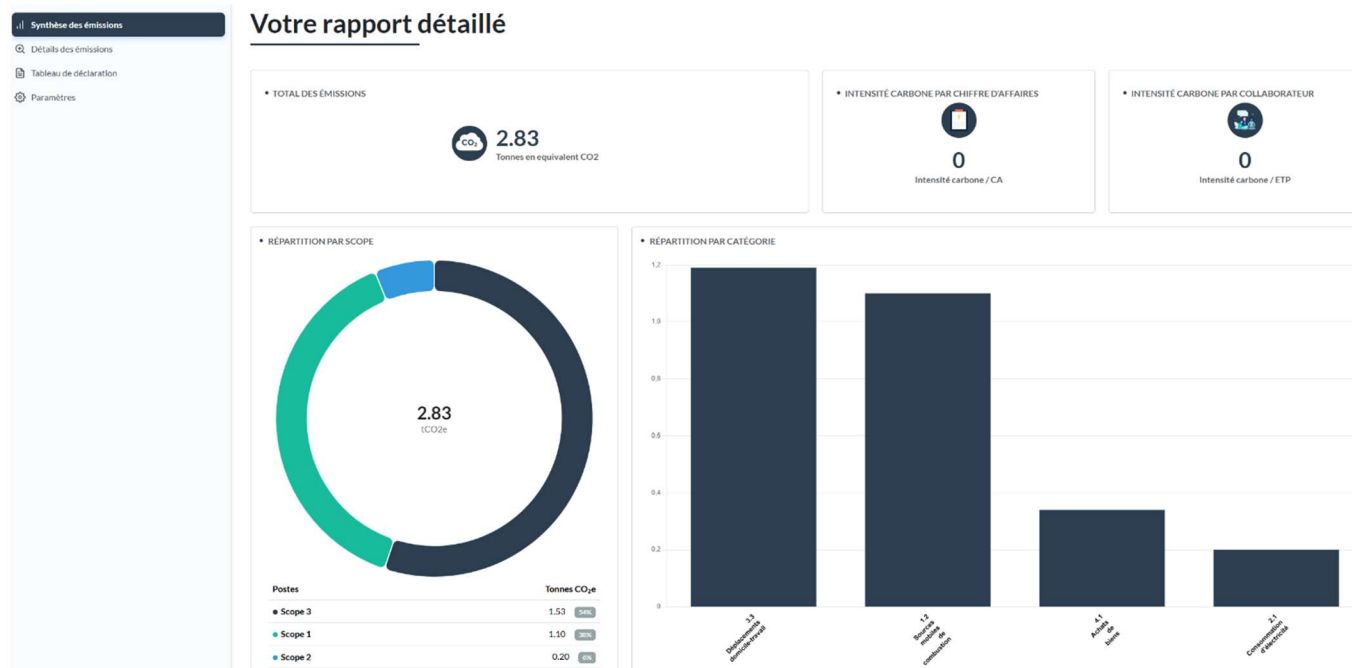 Synthèse des émissions
Détails des émissions
Tableau de déclaration
Paramètres
Votre rapport détaillé
• TOTAL DES ÉMISSIONS
CO₂
2.83
Tonnes en equivalent CO2
• INTENSITÉ CARBONE PAR CHIFFRE D'AFFAIRES
0
Intensité carbone / CA
• INTENSITÉ CARBONE PAR COLLABORATEUR
0
Intensité carbone / ETP
• RÉPARTITION PAR SCOPE
2.83
tCO2e
Postes Tonnes CO₂e
• Scope 3 1.53 54%
• Scope 1 1.10
• Scope 2 0.20 6%
• RÉPARTITION PAR CATÉGORIE
1,2
1,0
0,8
0,6
0,4
0,2
0
3.3
Déplacements
domicile-travail
1.2
Sources
mobiles
de
combustion
4.1
Achats
de
biens
2.1
Consommation
d'électricité